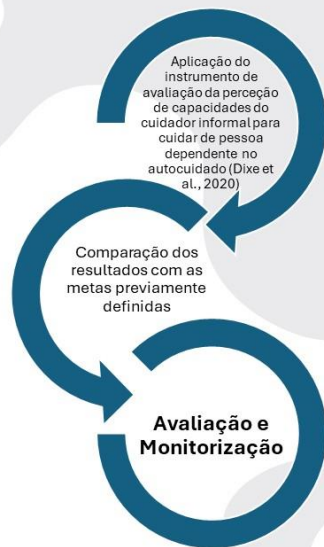 Aplicação do
instrumento de
avaliação da perceção
de capacidades do
cuidador informal para
cuidar de pessoa
dependente no
autocuidado (Dixe et
al., 2020)
Comparação dos
resultados com as
metas previamente
definidas
Avaliação e
Monitorização